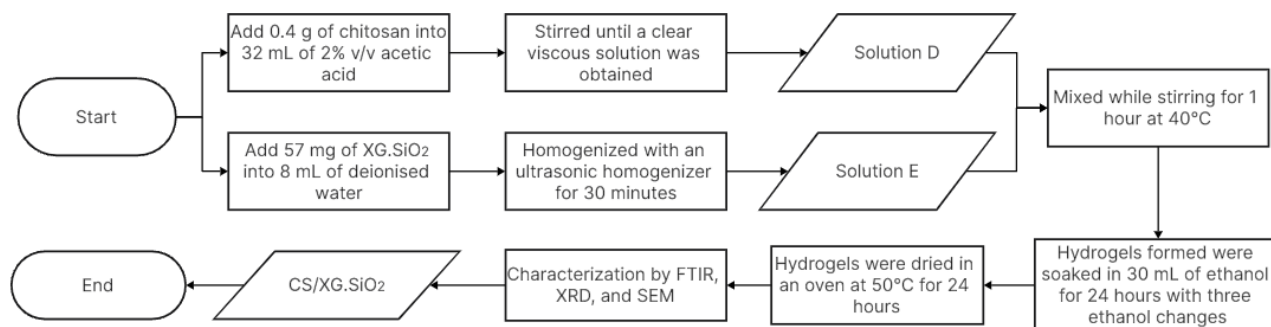 Start
Add 0.4 g of chitosan into
32 mL of 2% v/v acetic
acid
Stirred until a clear
viscous solution was
obtained
Solution D
Add 57 mg of XG.SiO₂
into 8 mL of deionised
water
Homogenized with an
ultrasonic homogenizer
for 30 minutes
Solution E
Mixed while stirring for 1
hour at 40°C
Hydrogels formed were
soaked in 30 mL of ethanol
for 24 hours with three
ethanol changes
Hydrogels were dried in
an oven at 50°C for 24
hours
Characterization by FTIR,
XRD, and SEM
CS/XG.SiO₂
End